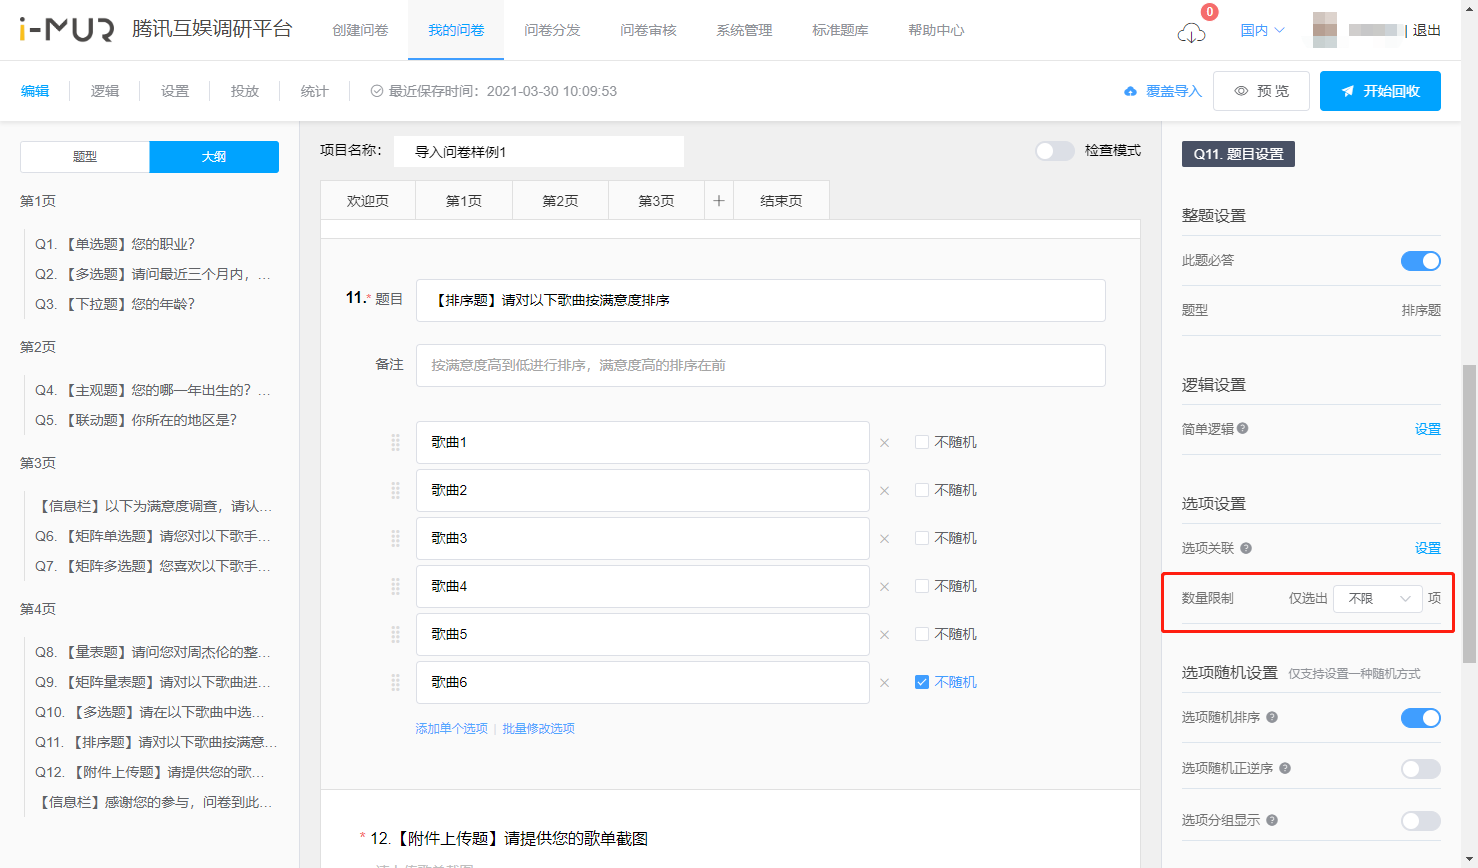 i-MUR 腾讯互娱调研平台 创建问卷 我的问卷 问卷分发 问卷审核 系统管理 标准题库 帮助中心 0 国内 退出
编辑 逻辑 设置 投放 统计 最近保存时间：2021-03-30 10:09:53 覆盖导入 预 览 开始回收
题型 大纲
第1页
Q1. 【单选题】您的职业?
Q2. 【多选题】请问最近三个月内，...
Q3. 【下拉题】您的年龄?
第2页
Q4. 【主观题】您的哪一年出生的? ...
Q5. 【联动题】你所在的地区是?
第3页
【信息栏】以下为满意度调查，请认...
Q6. 【矩阵单选题】请您对以下歌手...
Q7. 【矩阵多选题】您喜欢以下歌手...
第4页
Q8. 【量表题】请问您对周杰伦的整...
Q9. 【矩阵量表题】请对以下歌曲进...
Q10. 【多选题】请在以下歌曲中选...
Q11. 【排序题】请对以下歌曲按满意...
Q12. 【附件上传题】请提供您的歌...
【信息栏】感谢您的参与，问卷到此...
项目名称： 导入问卷样例1 检查模式
欢迎页 第1页 第2页 第3页 + 结束页
11.* 题目 【排序题】请对以下歌曲按满意度排序
备注 按满意度高到低进行排序，满意度高的排序在前
歌曲1 × 不随机
歌曲2 × 不随机
歌曲3 × 不随机
歌曲4 × 不随机
歌曲5 × 不随机
歌曲6 × 不随机
添加单个选项 | 批量修改选项
* 12.【附件上传题】请提供您的歌单截图
Q11. 题目设置
整题设置
此题必答
题型 排序题
逻辑设置
简单逻辑 设置
选项设置
选项关联 设置
数量限制 仅选出 不限 项
选项随机设置 仅支持设置一种随机方式
选项随机排序
选项随机正逆序
选项分组显示